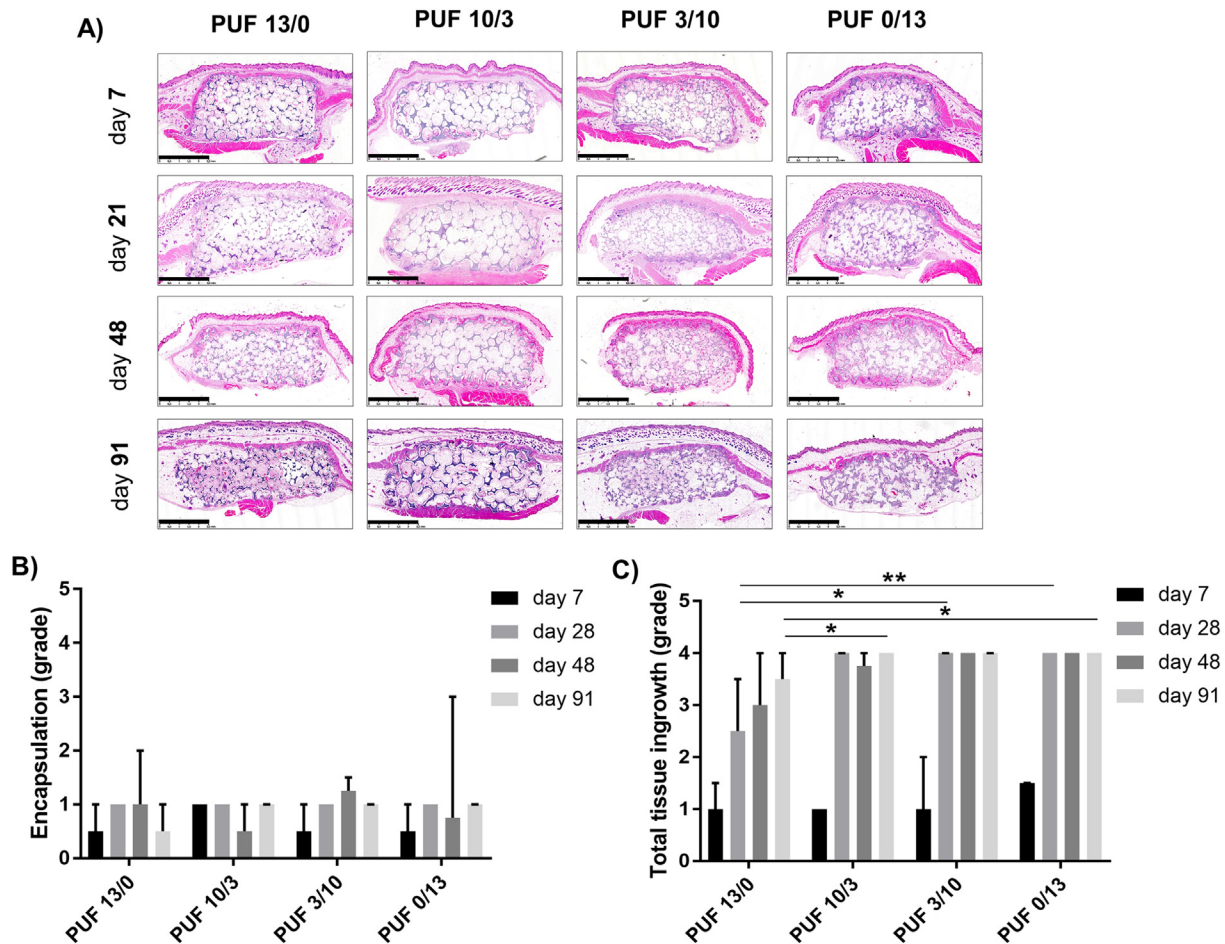 A)
PUF 13/0 PUF 10/3 PUF 3/10 PUF 0/13
day 7
day 21
day 48
day 91
B)
Encapsulation (grade)
5
4
3
2
1
0
PUF 13/0 PUF 10/3 PUF 3/10 PUF 0/13
day 7
day 28
day 48
day 91
C)
Total tissue ingrowth (grade)
5
4
3
2
1
0
**
*
*
*
PUF 13/0 PUF 10/3 PUF 3/10 PUF 0/13
day 7
day 28
day 48
day 91